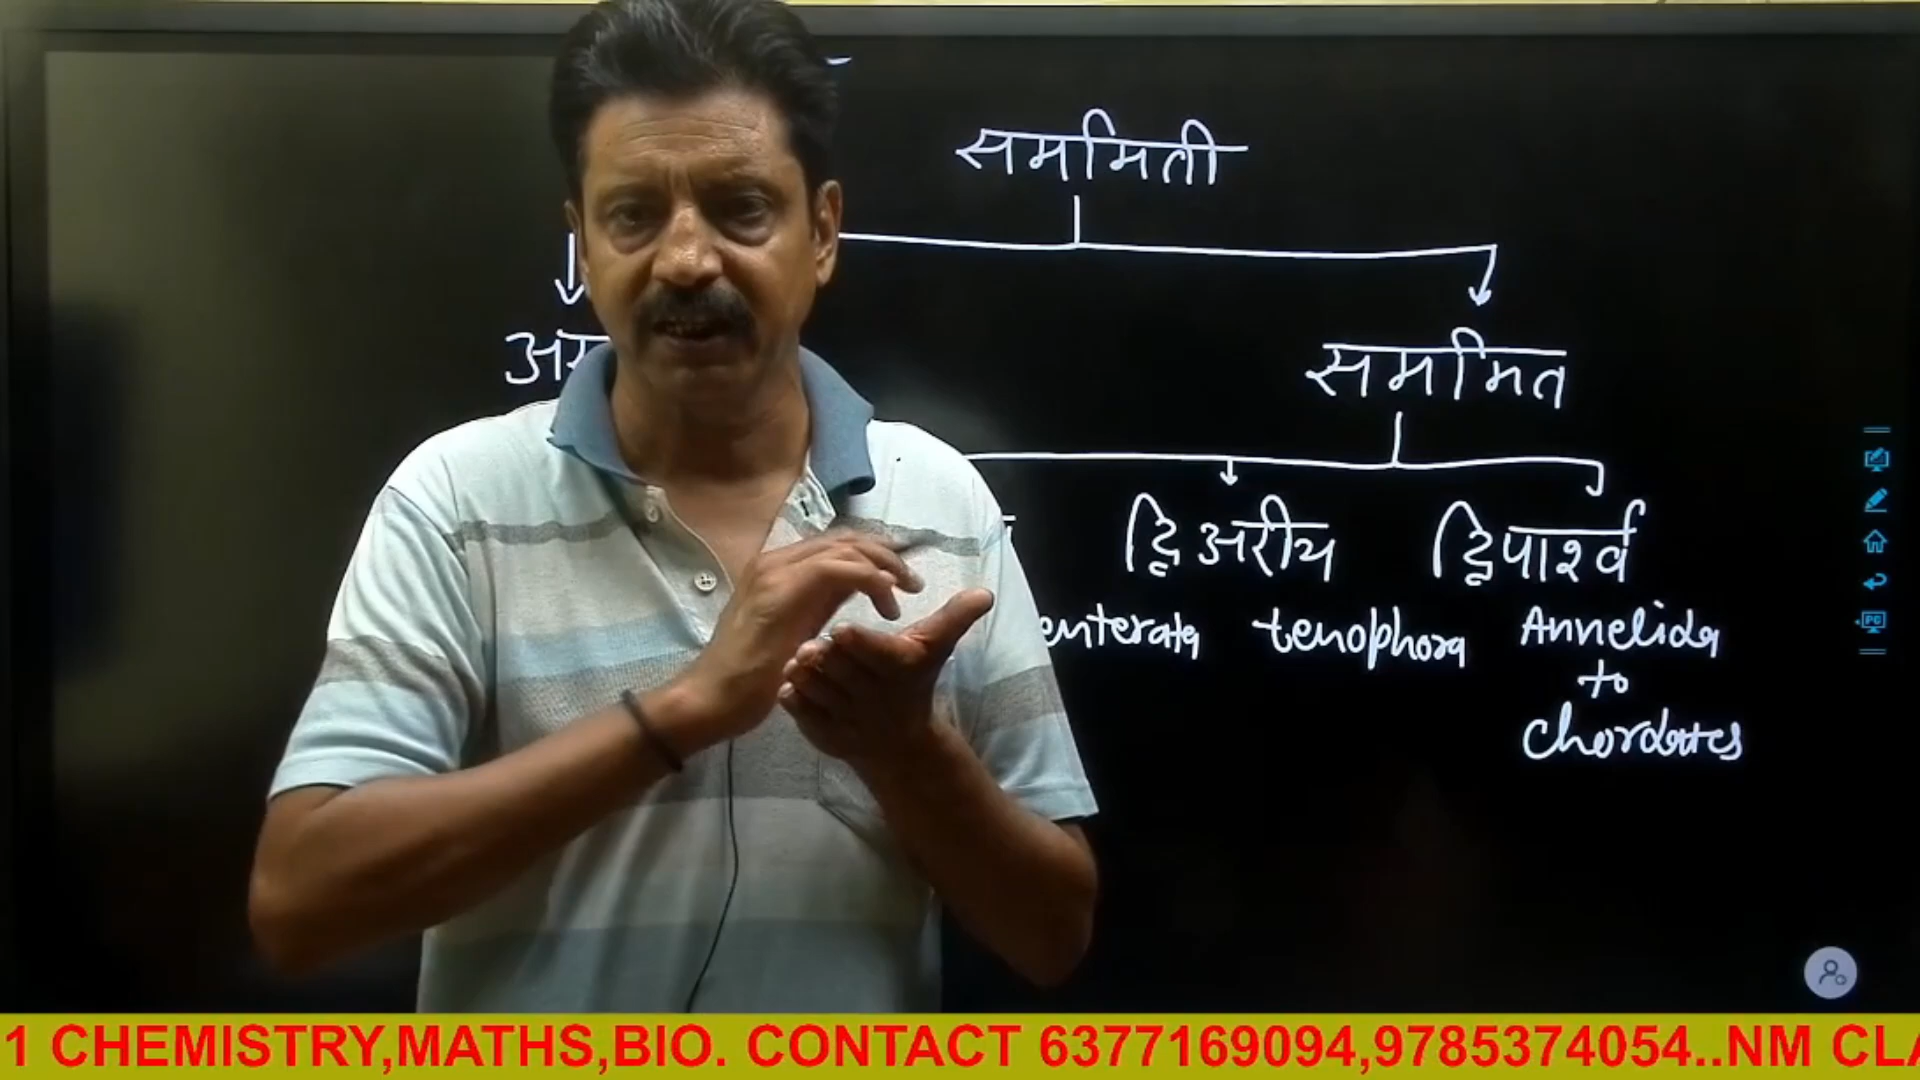 सममिती
सममित
द्विअरीय द्विपार्श्व
enterata tenophora Annelida
to
chordates
1 CHEMISTRY,MATHS,BIO. CONTACT 6377169094,9785374054..NM CLA